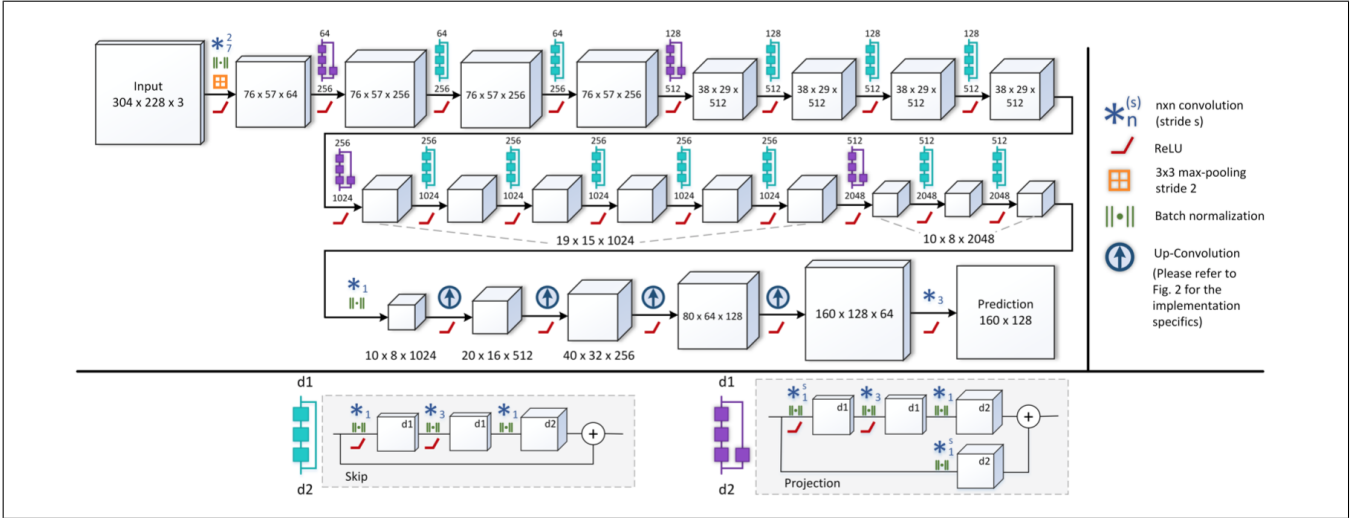 64 64 64 128 128 128 128
2
7
Input
304 x 228 x 3
76 x 57 x 64
76 x 57 x 256
76 x 57 x 256
76 x 57 x 256
38 x 29 x
512
38 x 29 x
512
38 x 29 x
512
38 x 29 x
512
256 256 256 512 512 512 512
256 256 256 256 256 256 512 512 512
1024 1024 1024 1024 1024 1024 2048 2048 2048
19 x 15 x 1024
10 x 8 x 2048
1
10 x 8 x 1024
20 x 16 x 512
40 x 32 x 256
80 x 64 x 128
160 x 128 x 64
3
Prediction
160 x 128
(s)
n
nxn convolution
(stride s)
ReLU
3x3 max-pooling
stride 2
Batch normalization
Up-Convolution
(Please refer to
Fig. 2 for the
implementation
specifics)
d1
1 3 1
d1 d1 d2
+
Skip
d2
d1
s
1 3 1
d1 d1 d2
+
s
1
d2
Projection
d2